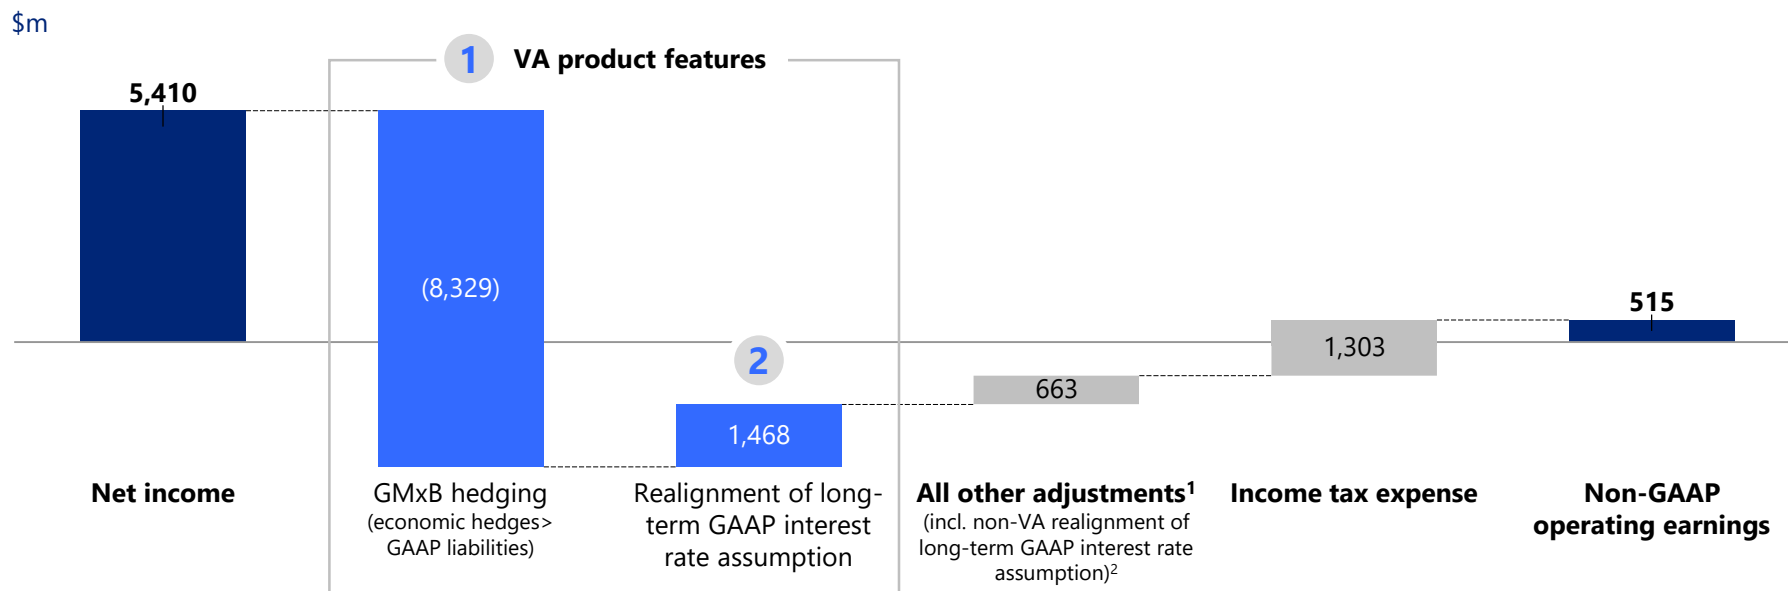 $m
1
VA product features
5,410
(8,329)
2
1,468
663
1,303
515
Net income
GMxB hedging
(economic hedges>
GAAP liabilities)
Realignment of long-
term GAAP interest
rate assumption
All other adjustments¹
(incl. non-VA realignment of
long-term GAAP interest rate
assumption)²
Income tax expense
Non-GAAP
operating earnings